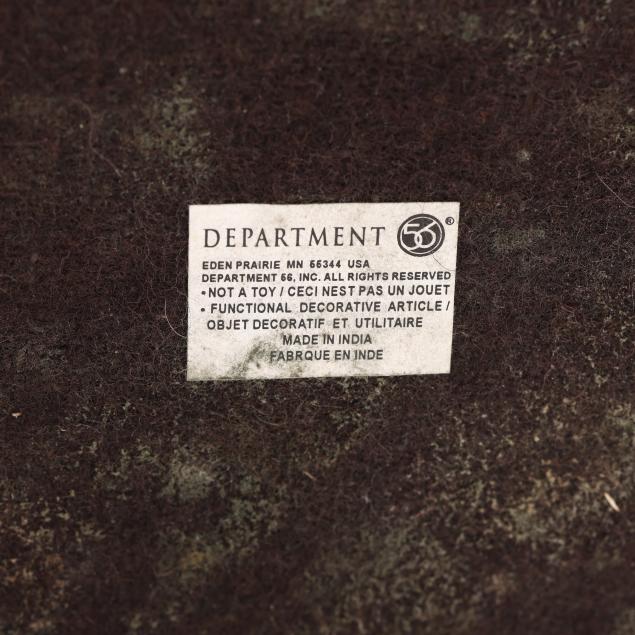 DEPARTMENT 56®
EDEN PRAIRIE MN 55344 USA
DEPARTMENT 56, INC. ALL RIGHTS RESERVED
• NOT A TOY / CECI NEST PAS UN JOUET
• FUNCTIONAL DECORATIVE ARTICLE /
OBJET DECORATIF ET UTILITAIRE
MADE IN INDIA
FABRQUE EN INDE